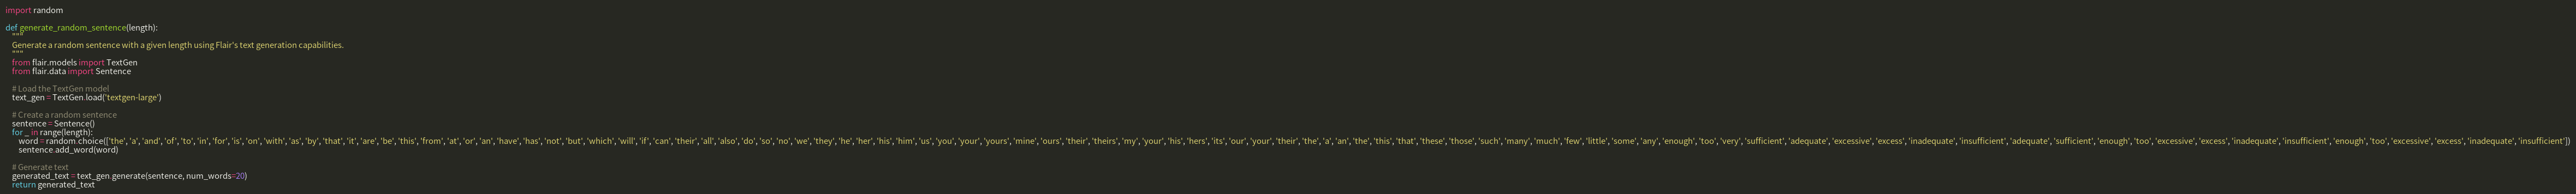 import random
def generate_random_sentence(length):
"""
Generate a random sentence with a given length using Flair's text generation capabilities.
"""
from flair.models import TextGen
from flair.data import Sentence
# Load the TextGen model
text_gen = TextGen.load('textgen-large')
# Create a random sentence
sentence = Sentence()
for _ in range(length):
word = random.choice(['the', 'a', 'and', 'of', 'to', 'in', 'for', 'is', 'on', 'with', 'as', 'by', 'that', 'it', 'are', 'be', 'this', 'from', 'at', 'or', 'an', 'have', 'has', 'not', 'but', 'which', 'will', 'if', 'can', 'their', 'all', 'also', 'do', 'so', 'no', 'we', 'they', 'he', 'her', 'his', 'him', 'us', 'you', 'your', 'yours', 'mine', 'ours', 'their', 'theirs', 'my', 'your', 'his', 'hers', 'its', 'our', 'your', 'their', 'the', 'a', 'an', 'the', 'this', 'that', 'these', 'those', 'such', 'many', 'much', 'few', 'little', 'some', 'any', 'enough', 'too', 'very', 'sufficient', 'adequate', 'excessive', 'excess', 'inadequate', 'insufficient', 'adequate', 'sufficient', 'enough', 'too', 'excessive', 'excess', 'inadequate', 'insufficient', 'enough', 'too', 'excessive', 'excess', 'inadequate', 'insufficient'])
sentence.add_word(word)
# Generate text
generated_text = text_gen.generate(sentence, num_words=20)
return generated_text